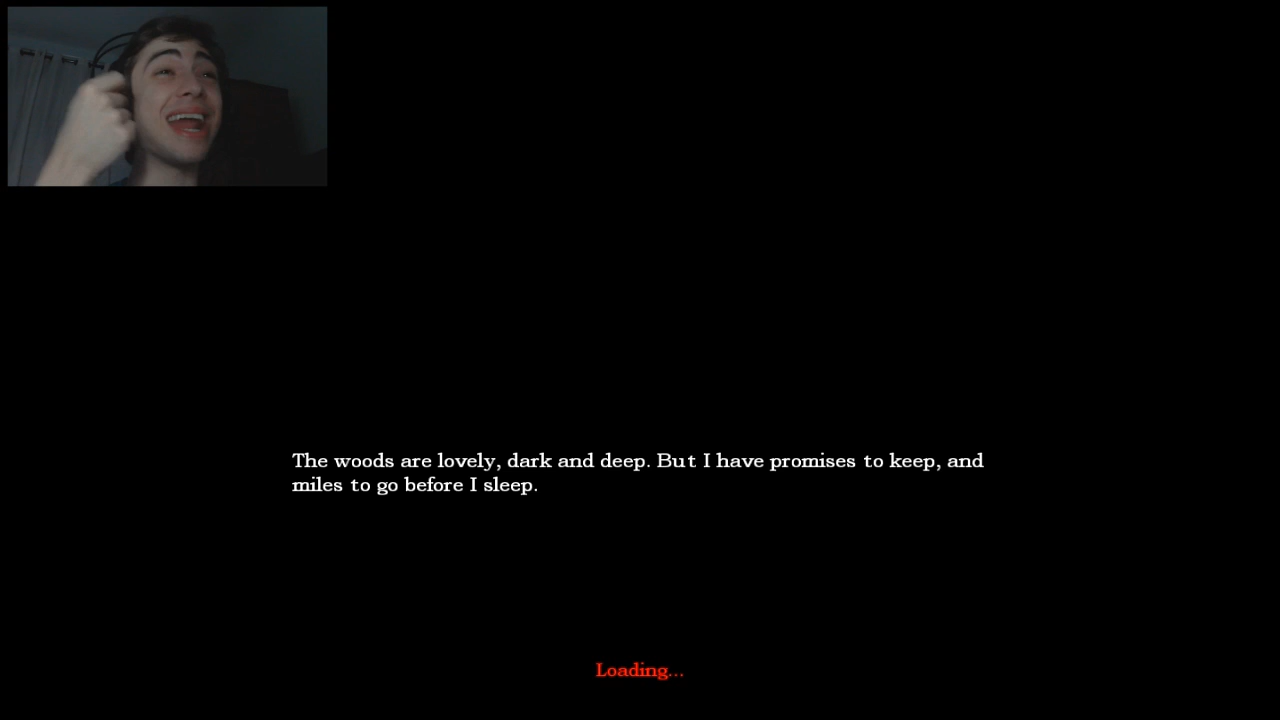 The woods are lovely, dark and deep. But I have promises to keep, and
miles to go before I sleep.
Loading...